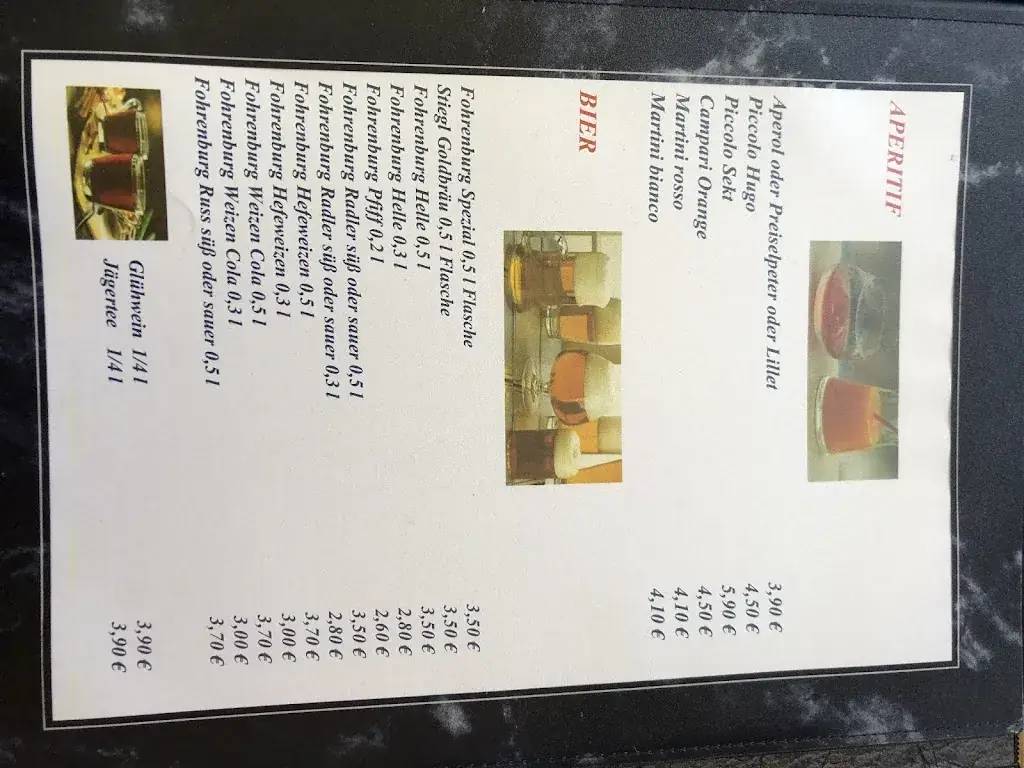 APERITIF
Aperol oder Preiselpeter oder Lillet 3,90 €
Piccolo Hugo 4,50 €
Piccolo Sekt 5,90 €
Campari Orange 4,50 €
Martini rosso 4,10 €
Martini bianco 4,10 €
BIER
Fohrenburg Spezial 0,5 l Flasche 3,50 €
Stiegl Goldbräu 0,5 l Flasche 3,50 €
Fohrenburg Helle 0,5 l 3,50 €
Fohrenburg Helle 0,3 l 2,80 €
Fohrenburg Pfiff 0,2 l 2,60 €
Fohrenburg Radler süß oder sauer 0,5 l 3,50 €
Fohrenburg Radler süß oder sauer 0,3 l 2,80 €
Fohrenburg Hefeweizen 0,5 l 3,70 €
Fohrenburg Hefeweizen 0,3 l 3,00 €
Fohrenburg Weizen Cola 0,5 l 3,70 €
Fohrenburg Weizen Cola 0,3 l 3,00 €
Fohrenburg Russ süß oder sauer 0,5 l 3,70 €
Glühwein 1/4 l 3,90 €
Jägertee 1/4 l 3,90 €